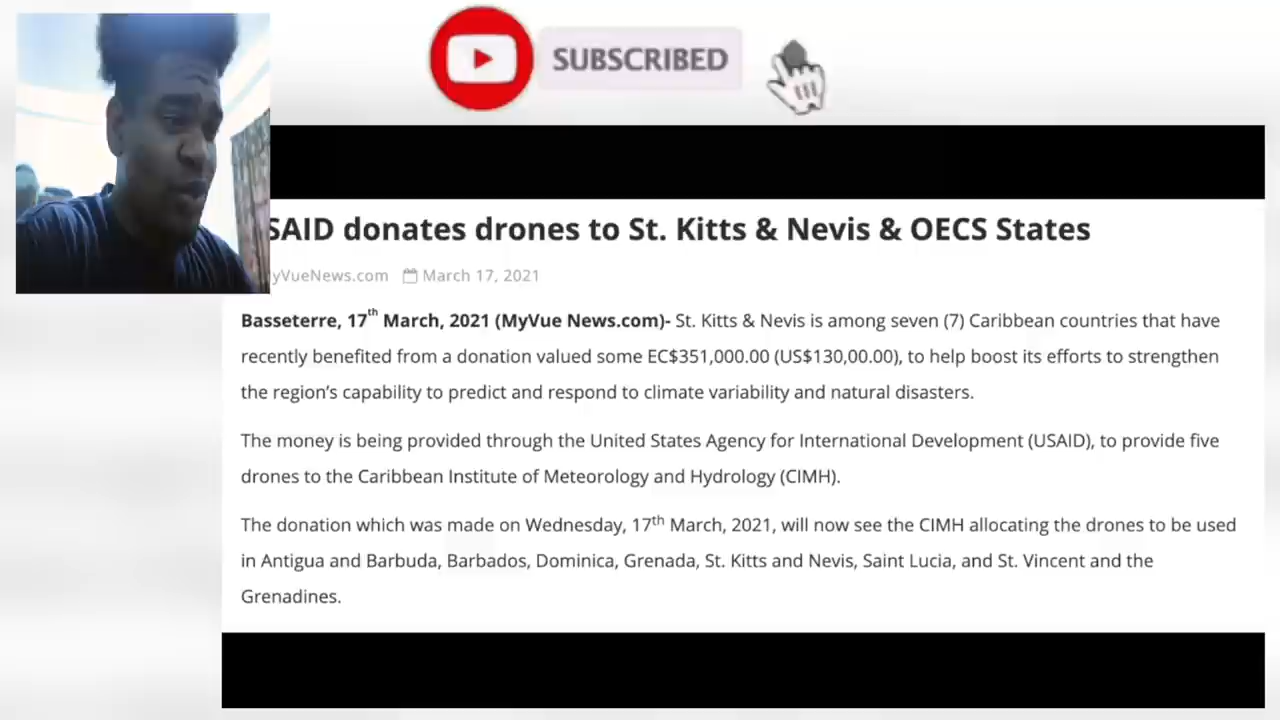 SUBSCRIBED
SAID donates drones to St. Kitts & Nevis & OECS States
yVueNews.com March 17, 2021
Basseterre, 17th March, 2021 (MyVue News.com)- St. Kitts & Nevis is among seven (7) Caribbean countries that have
recently benefited from a donation valued some EC$351,000.00 (US$130,00.00), to help boost its efforts to strengthen
the region’s capability to predict and respond to climate variability and natural disasters.
The money is being provided through the United States Agency for International Development (USAID), to provide five
drones to the Caribbean Institute of Meteorology and Hydrology (CIMH).
The donation which was made on Wednesday, 17th March, 2021, will now see the CIMH allocating the drones to be used
in Antigua and Barbuda, Barbados, Dominica, Grenada, St. Kitts and Nevis, Saint Lucia, and St. Vincent and the
Grenadines.